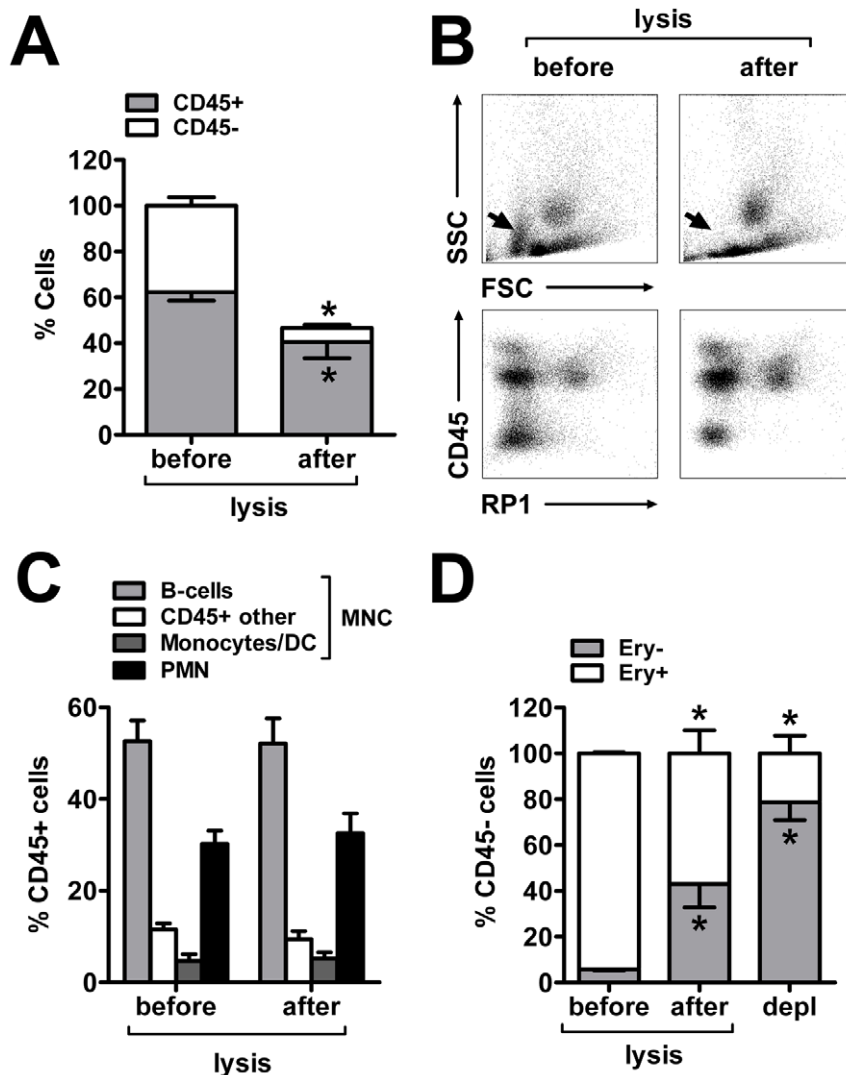 A
CD45+
CD45-
% Cells
120
100
80
60
40
20
0
*
*
before after
lysis
B
lysis
before after
SSC
FSC
CD45
RP1
C
B-cells
CD45+ other
Monocytes/DC
PMN
MNC
% CD45+ cells
60
40
20
0
before after
lysis
D
Ery-
Ery+
% CD45- cells
120
100
80
60
40
20
0
* *
* *
before after depl
lysis